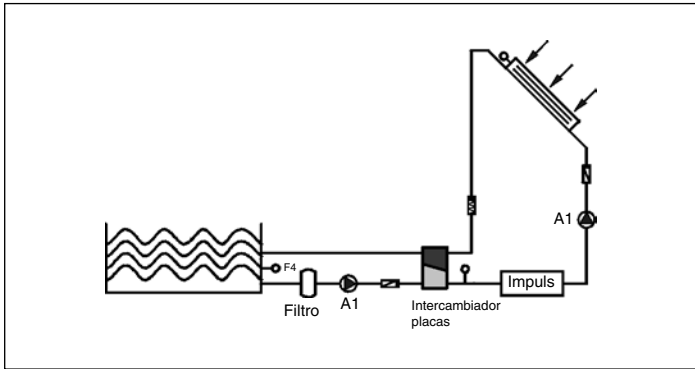 A1
F4
Filtro
A1
Intercambiador
placas
Impuls